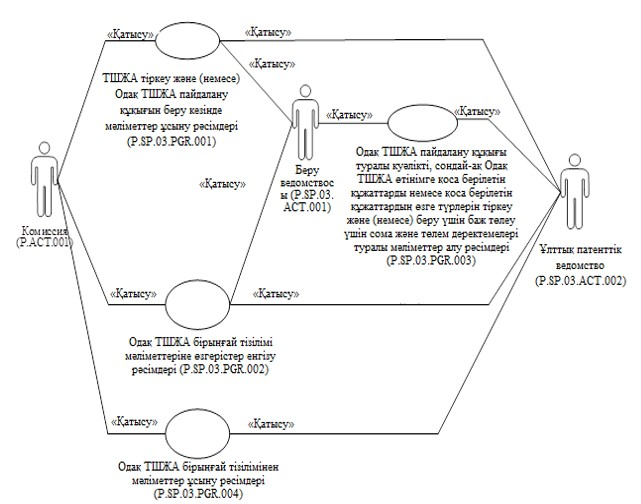 «Қатысу»
«Қатысу»
«Қатысу»
ТШЖА тіркеу және (немесе)
Одақ ТШЖА пайдалану
құқығын беру кезінде
мәліметтер ұсыну рәсімдері
(P.SP.03.PGR.001)
«Қатысу»
«Қатысу»
Беру
ведомствос
ы (P.SP.03.
ACT.001)
Одақ ТШЖА пайдалану құқығы
туралы куәлікті, сондай-ақ Одақ
ТШЖА өтінімге қоса берілетін
құжаттарды немесе қоса берілетін
құжаттардын өзге түрлерін тіркеу
және (немесе) беру үшін баж төлеу
үшін сома және төлем деректемелері
туралы мәліметтер алу рәсімдері
(P.SP.03.PGR.003)
«Қатысу»
Комиссия
(P.ACT.001)
Ұлттық патенттік
ведомство
(P.SP.03.ACT.002)
«Қатысу»
«Қатысу»
Одақ ТШЖА бірынғай тізілімі
мәліметтеріне өзгерістер енгізу
рәсімдері (P.SP.03.PGR.002)
«Қатысу»
«Қатысу»
Одақ ТШЖА бірынғай тізілімінен
мәліметтер ұсыну рәсімдері
(P.SP.03.PGR.004)